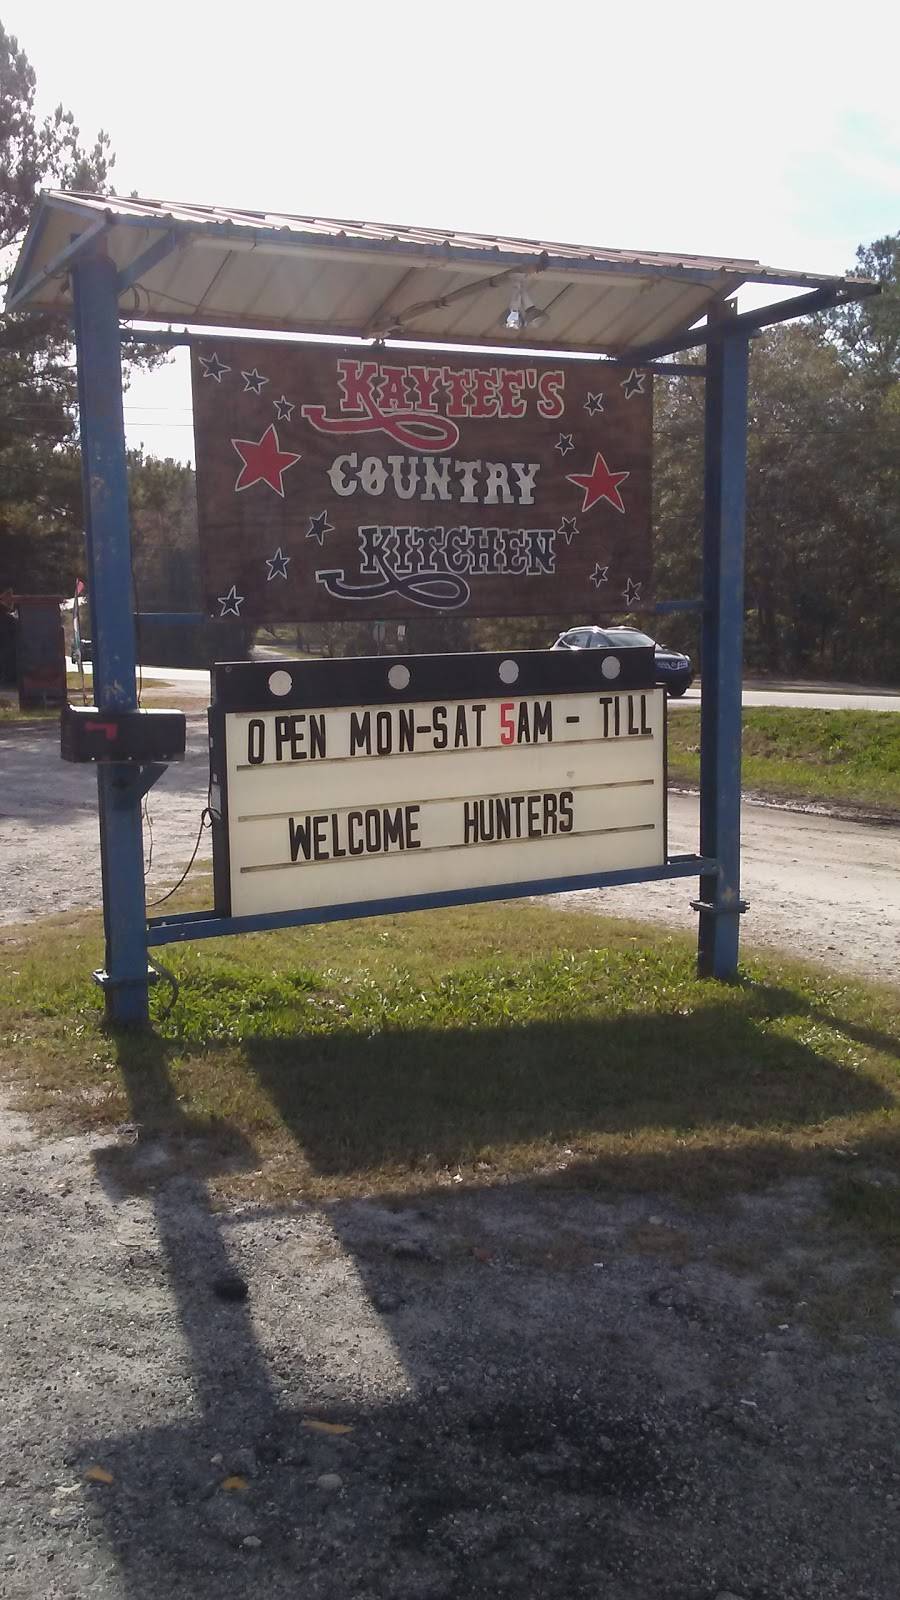 KAYTEE'S
COUNTRY
KITCHEN
OPEN MON-SAT 5AM - TILL
WELCOME HUNTERS